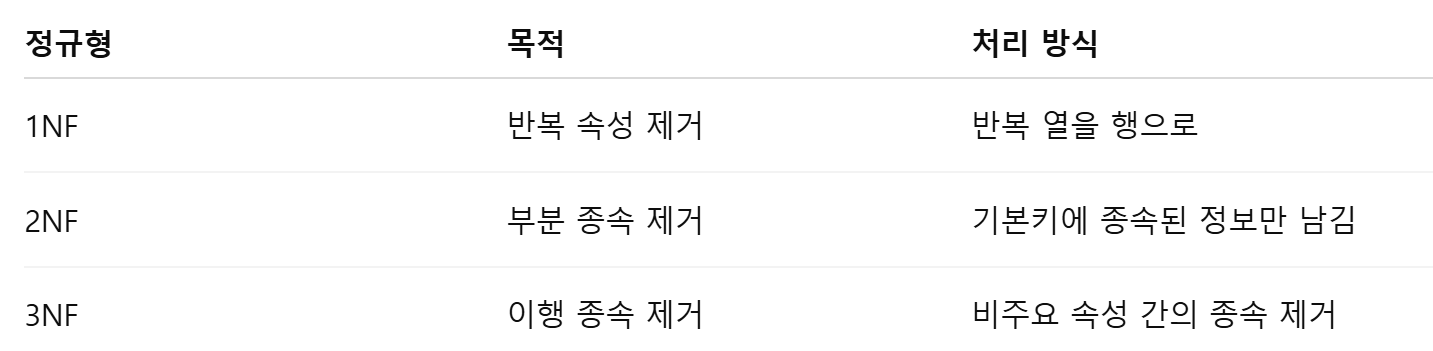 정규형 목적 처리 방식
1NF 반복 속성 제거 반복 열을 행으로
2NF 부분 종속 제거 기본키에 종속된 정보만 남김
3NF 이행 종속 제거 비주요 속성 간의 종속 제거